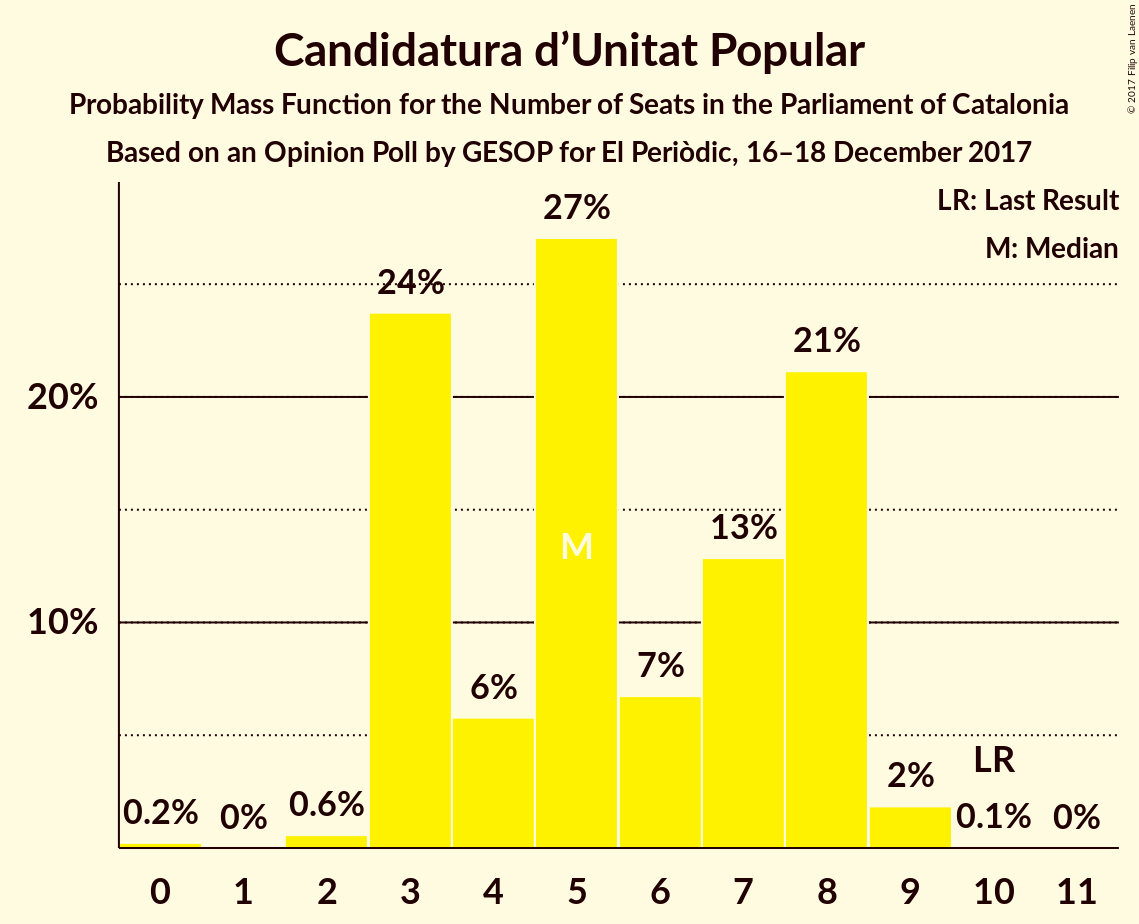 Candidatura d’Unitat Popular
Probability Mass Function for the Number of Seats in the Parliament of Catalonia
Based on an Opinion Poll by GESOP for El Periòdic, 16–18 December 2017
© 2017 Filip van Laenen
LR: Last Result
M: Median
27%
24%
21%
20%
13%
M
10%
7%
6%
LR
2%
0.2% 0% 0.6% 0.1% 0%
0 1 2 3 4 5 6 7 8 9 10 11